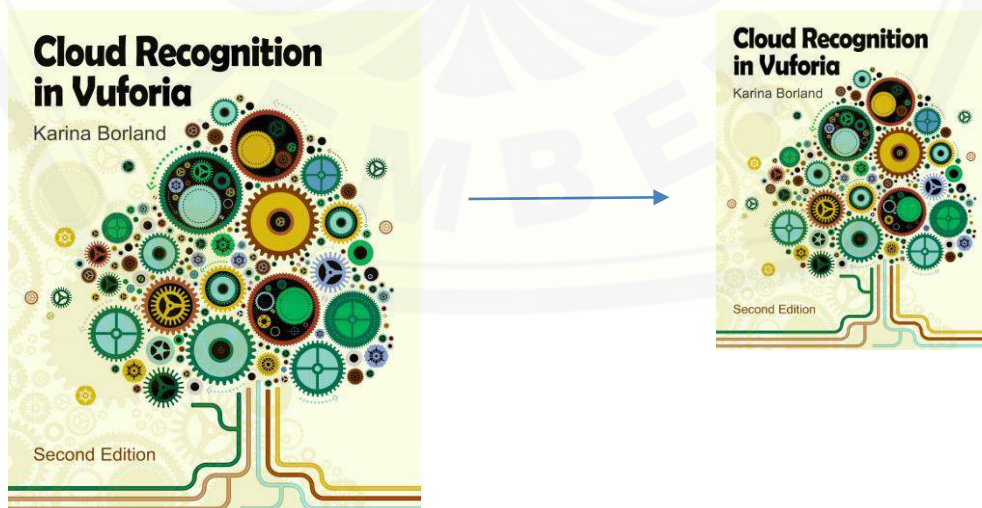 Cloud Recognition
in Vuforia
Karina Borland
Second Edition
Cloud Recognition
in Vuforia
Karina Borland
Second Edition